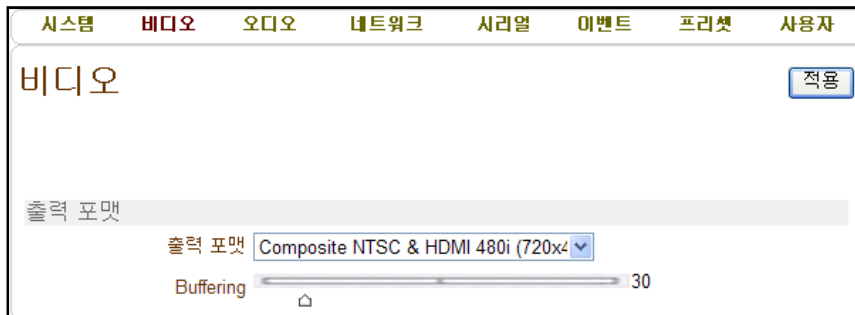 시스템 비디오 오디오 네트워크 시리얼 이벤트 프리셋 사용자
비디오 적용
출력 포맷
출력 포맷 Composite NTSC & HDMI 480i (720x4
Buffering 30